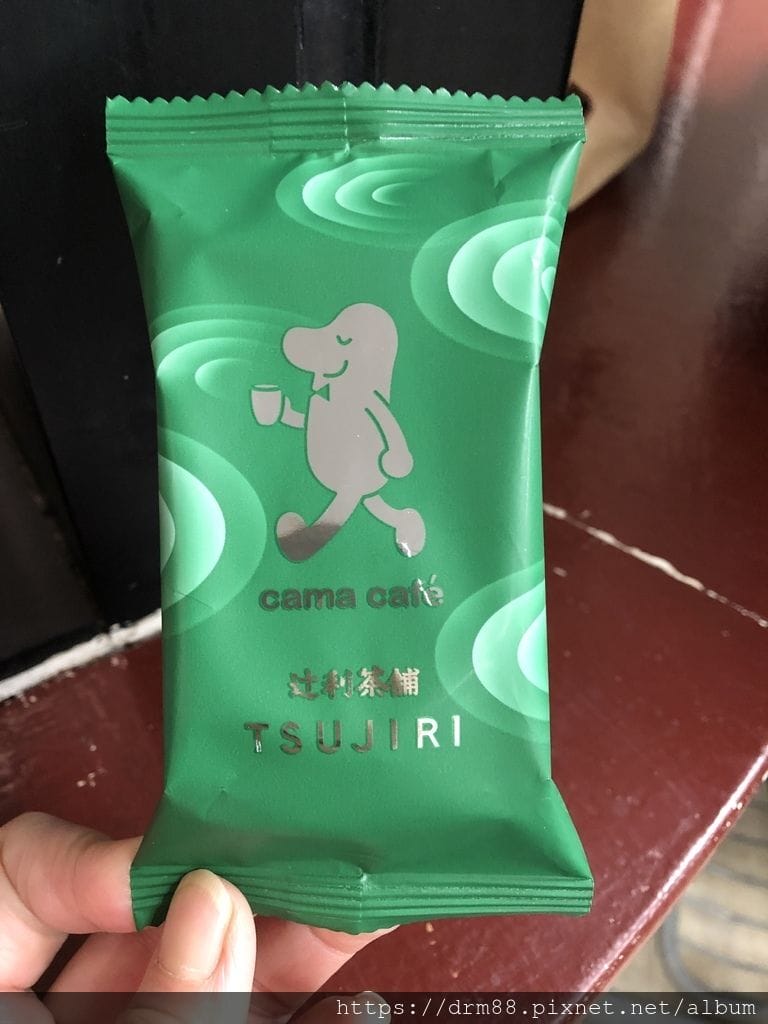 cama café
辻利茶舗
TSUJIRI
https://drm88.pixnet.net/album